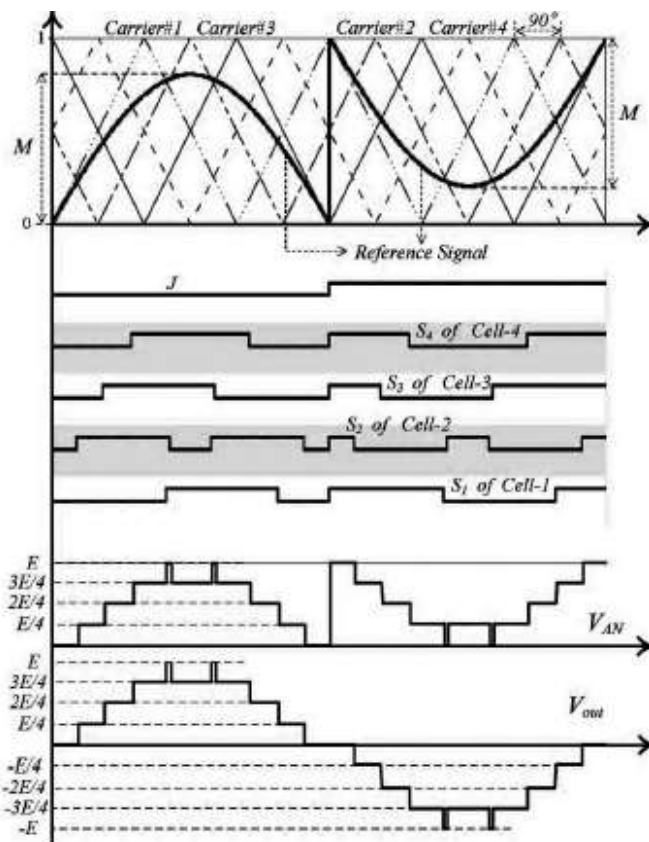 Carrier#1 Carrier#3 Carrier#2 Carrier#4 90°
1
M
M
0
Reference Signal
J
S4 of Cell-4
S3 of Cell-3
S2 of Cell-2
S1 of Cell-1
E
3E/4
2E/4
E/4
VAN
E
3E/4
2E/4
E/4
Vout
-E/4
-2E/4
-3E/4
-E